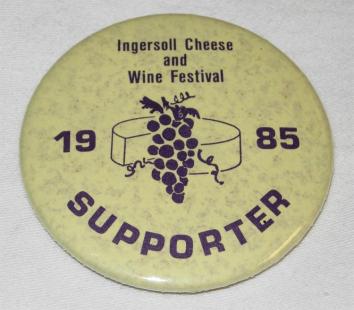 Ingersoll Cheese
and
Wine Festival
19 85
SUPPORTER